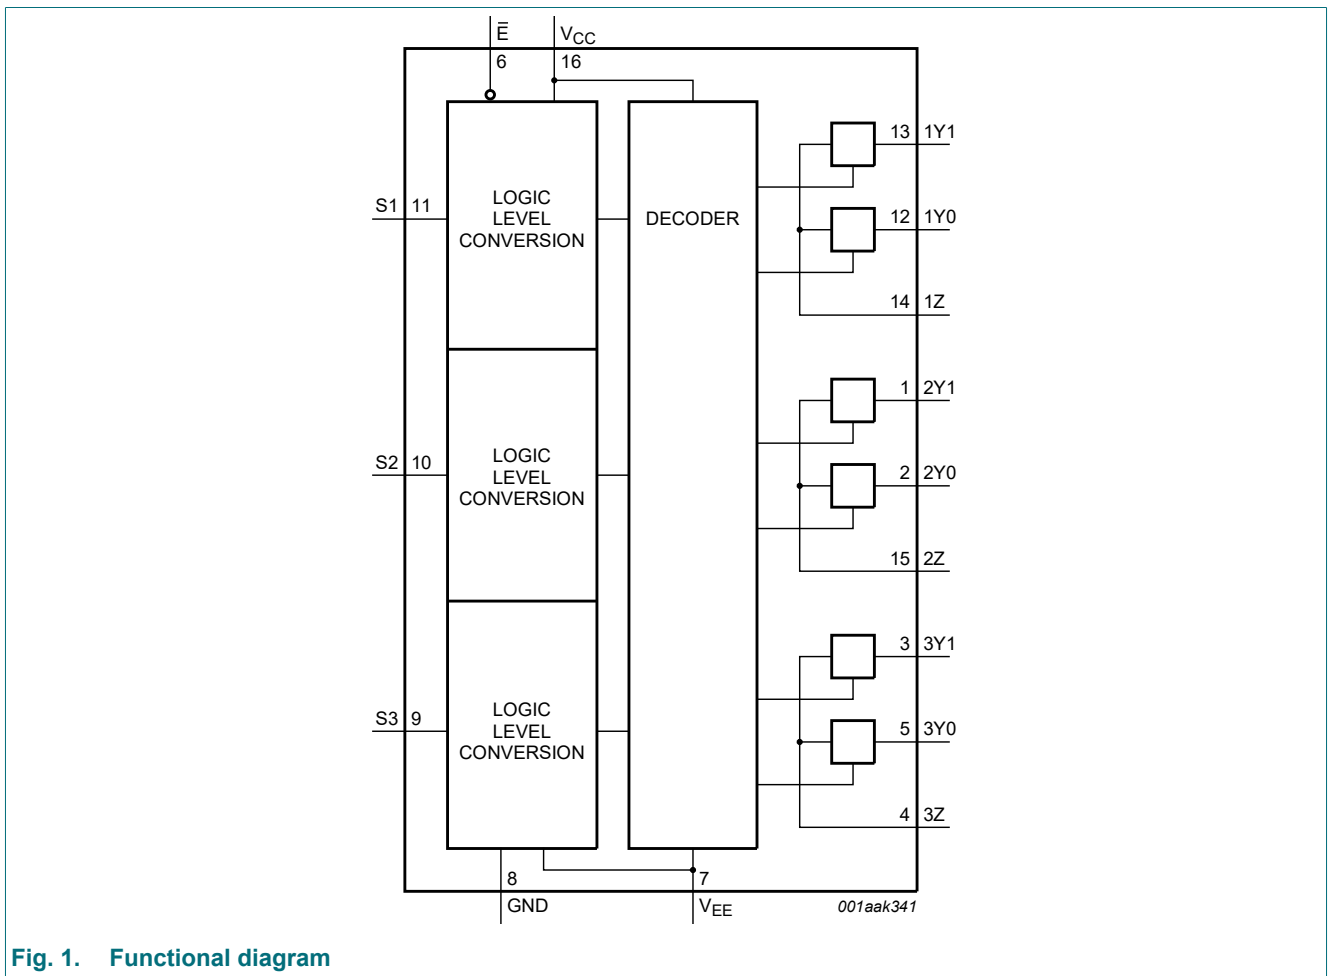 E̅ VCC
6 16
13 1Y1
LOGIC
LEVEL
CONVERSION
S1 11
DECODER
12 1Y0
14 1Z
1 2Y1
LOGIC
LEVEL
CONVERSION
S2 10
2 2Y0
15 2Z
3 3Y1
LOGIC
LEVEL
CONVERSION
S3 9
5 3Y0
4 3Z
8 7
GND VEE 001aak341
Fig. 1. Functional diagram